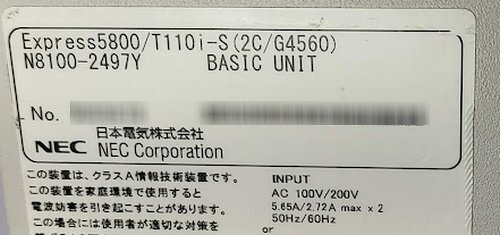 Express5800/T110i-S(2C/G4560)
N8100-2497Y BASIC UNIT
No.
日本電気株式会社
NEC NEC Corporation
この装置は、クラスA情報技術装置です。
この装置を家庭環境で使用すると
電波妨害を引き起こすことがあります。
この場合には使用者が適切な対策を
INPUT
AC 100V/200V
5.65A/2.72A max x 2
50Hz/60Hz
or